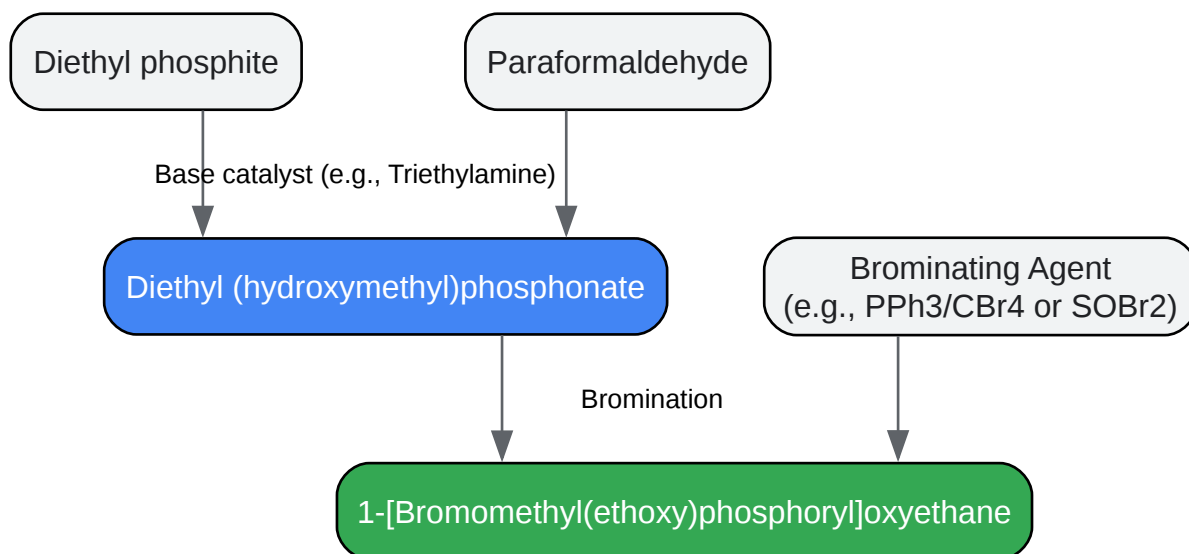 Diethyl phosphite
Paraformaldehyde
Base catalyst (e.g., Triethylamine)
Diethyl (hydroxymethyl)phosphonate
Brominating Agent
(e.g., PPh3/CBr4 or SOBr2)
Bromination
1-[Bromomethyl(ethoxy)phosphoryl]oxyethane